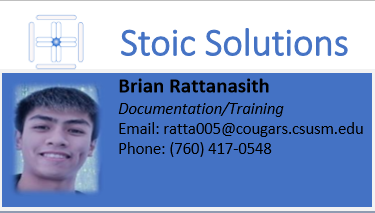 Stoic Solutions
Brian Rattanasith
Documentation/Training
Email: ratta005@cougars.csusm.edu
Phone: (760) 417-0548